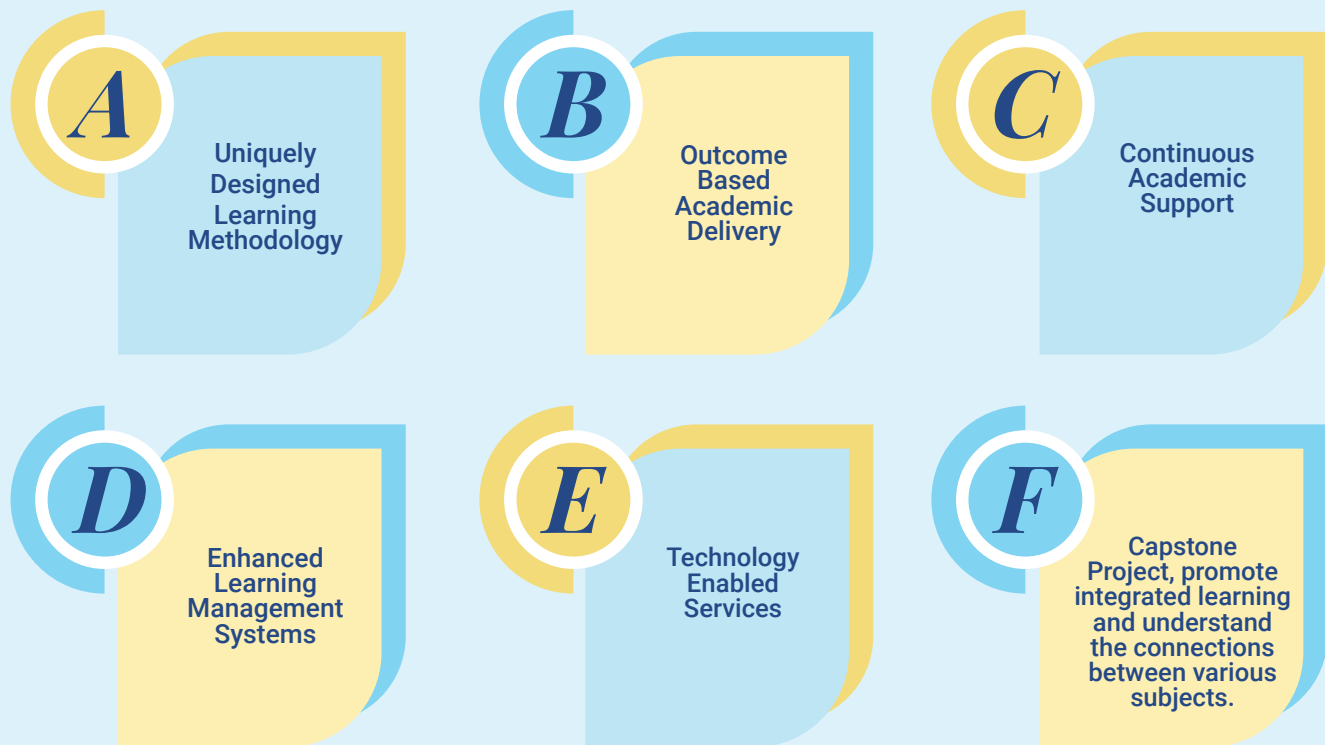 A
Uniquely
Designed
Learning
Methodology
B
Outcome
Based
Academic
Delivery
C
Continuous
Academic
Support
D
Enhanced
Learning
Management
Systems
E
Technology
Enabled
Services
F
Capstone
Project, promote
integrated learning
and understand
the connections
between various
subjects.